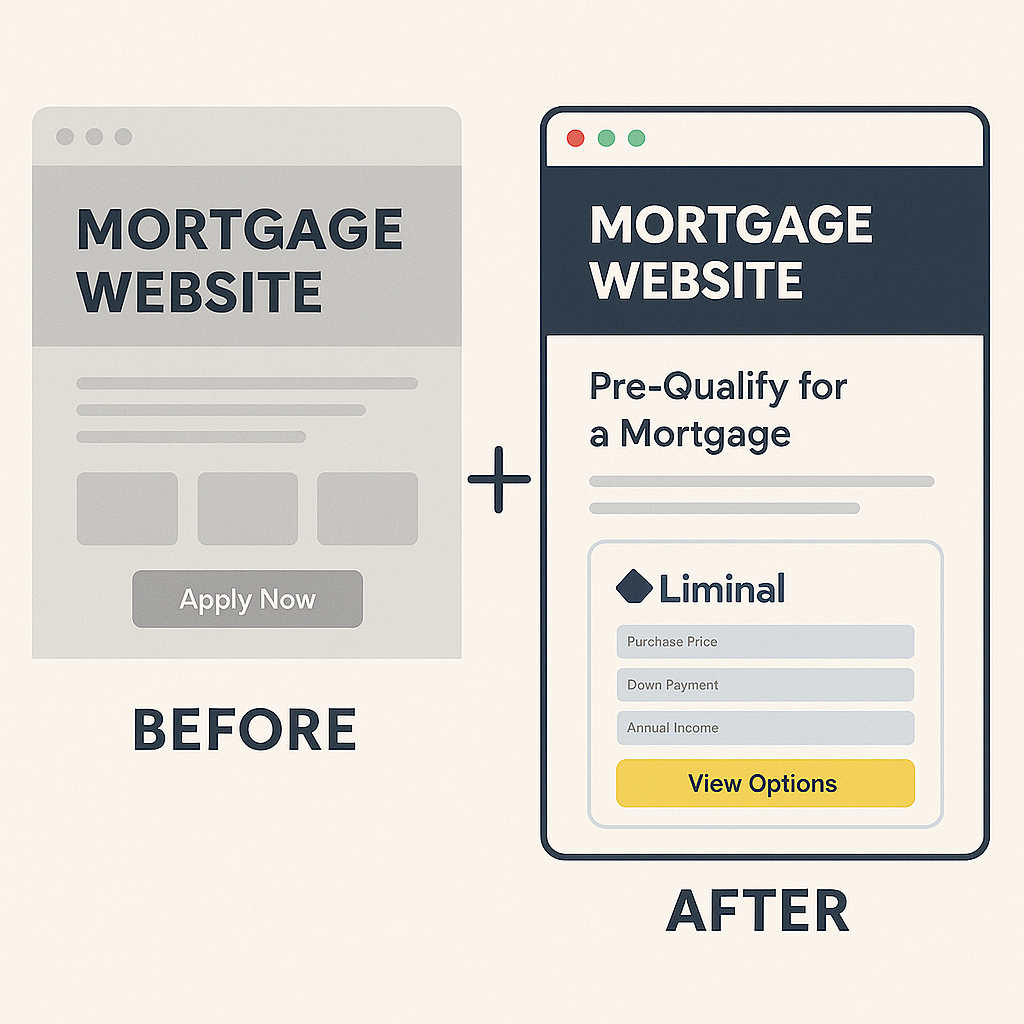 MORTGAGE
WEBSITE
Apply Now
BEFORE
MORTGAGE
WEBSITE
Pre-Qualify for
a Mortgage
Liminal
Purchase Price
Down Payment
Annual Income
View Options
AFTER